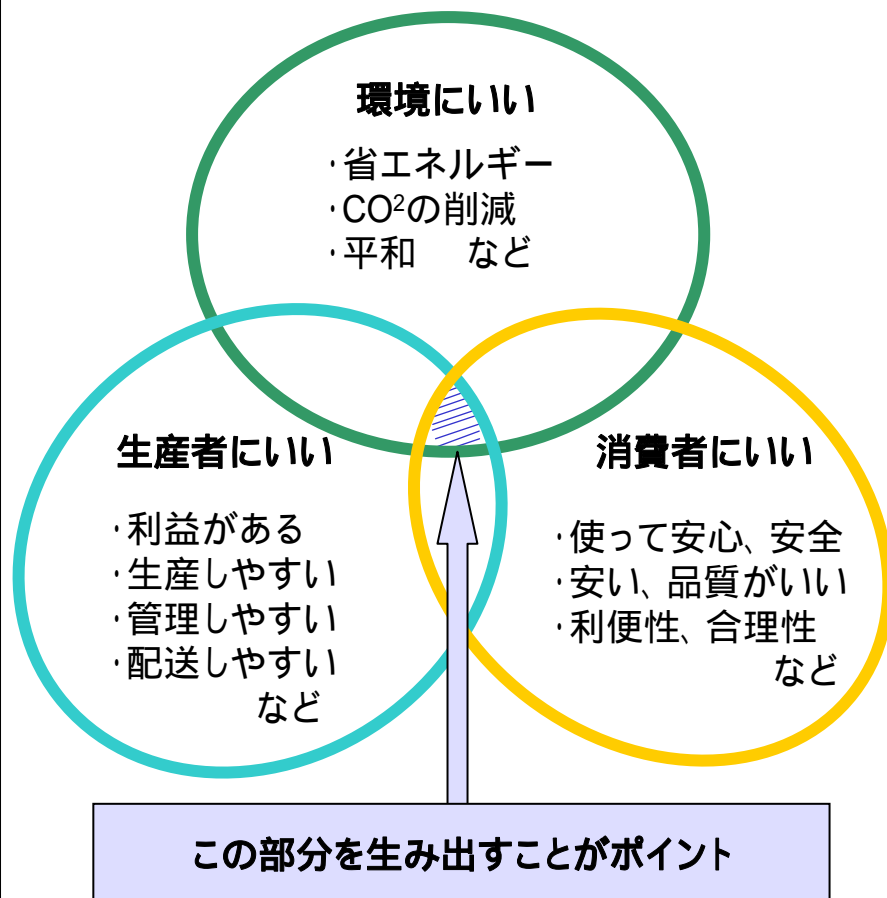 環境にいい
・省エネルギー
・CO²の削減
・平和　など
生産者にいい
・利益がある
・生産しやすい
・管理しやすい
・配送しやすい
など
消費者にいい
・使って安心、安全
・安い、品質がいい
・利便性、合理性
など
この部分を生み出すことがポイント